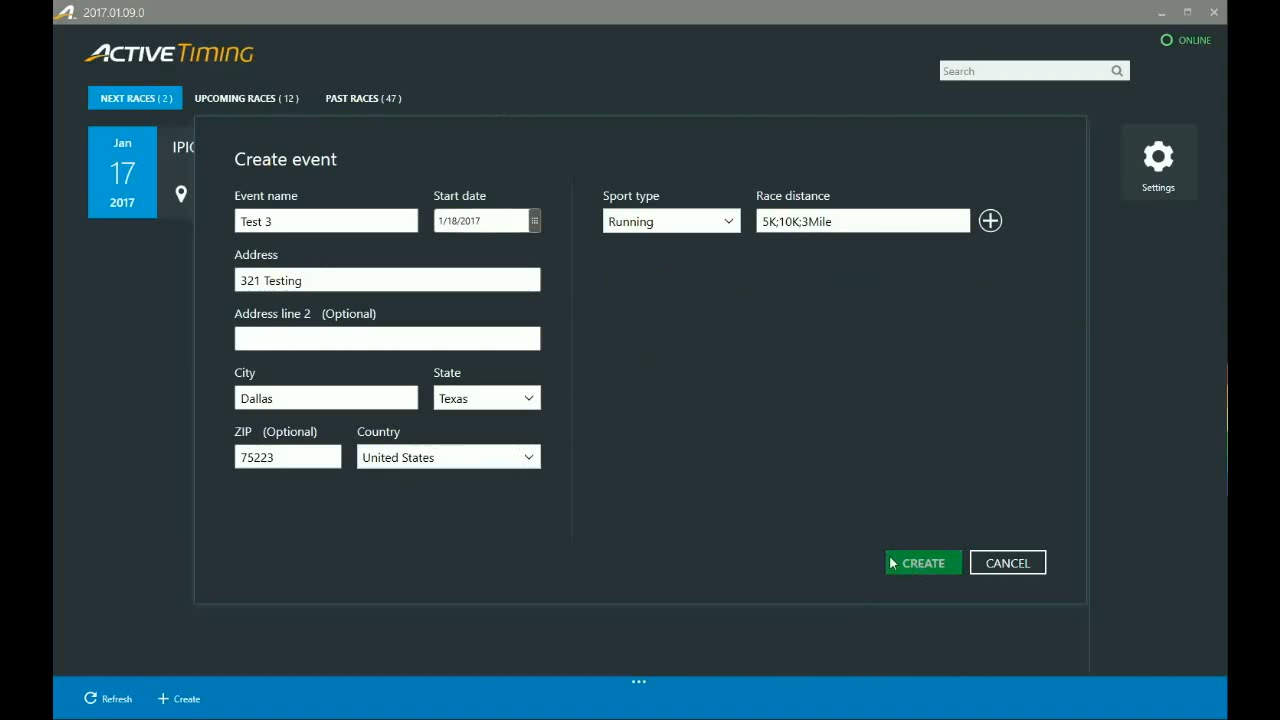 2017.01.09.0
ACTIVE Timing
ONLINE
Search
NEXT RACES ( 2 ) UPCOMING RACES ( 12 ) PAST RACES ( 47 )
Jan
17
2017
Settings
Create event
Event name Start date
Test 3 1/18/2017
Address
321 Testing
Address line 2 (Optional)
City State
Dallas Texas
ZIP (Optional) Country
75223 United States
Sport type Race distance
Running 5K;10K;3Mile
CREATE CANCEL
Refresh Create